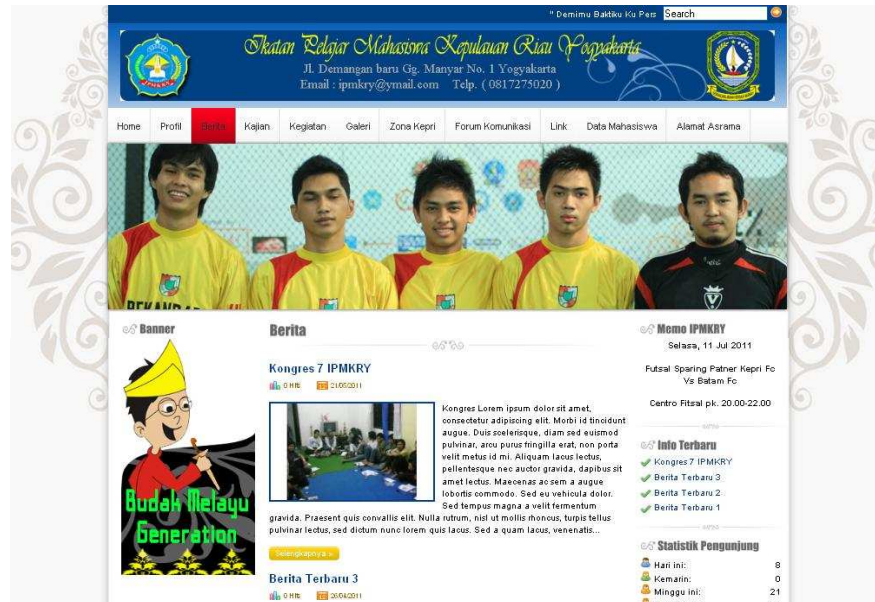 " Demimu Baktiku Ku Pers
Search
Ikatan Pelajar Mahasiswa Kepulauan Riau Yogyakarta
Jl. Demangan baru Gg. Manyar No. 1 Yogyakarta
Email : ipmkry@ymail.com Telp. ( 0817275020 )
Home Profil Berita Kajian Kegiatan Galeri Zona Kepri Forum Komunikasi Link Data Mahasiswa Alamat Asrama
Banner
Budak Melayu
Generation
Berita
Kongres 7 IPMKRY
0 Hits 21/05/2011
Kongres Lorem ipsum dolor sit amet,
consectetur adipiscing elit. Morbi id tincidunt
augue. Duis scelerisque, diam sed euismod
pulvinar, arcu purus fringilla erat, non porta
velit metus id mi. Aliquam lacus lectus,
pellentesque nec auctor gravida, dapibus sit
amet lectus. Maecenas ac sem a augue
lobortis commodo. Sed eu vehicula dolor.
Sed tempus magna a velit fermentum
gravida. Praesent quis convallis elit. Nulla rutrum, nisl ut mollis rhoncus, turpis tellus
pulvinar lectus, sed dictum nunc lorem quis lacus. Sed a quam lacus, venenatis...
Selengkapnya »
Berita Terbaru 3
0 Hits 26/04/2011
Memo IPMKRY
Selasa, 11 Jul 2011
Futsal Sparing Patner Kepri Fc
Vs Batam Fc
Centro Fitsal pk. 20.00-22.00
Info Terbaru
Kongres 7 IPMKRY
Berita Terbaru 3
Berita Terbaru 2
Berita Terbaru 1
Statistik Pengunjung
Hari ini: 8
Kemarin: 0
Minggu ini: 21